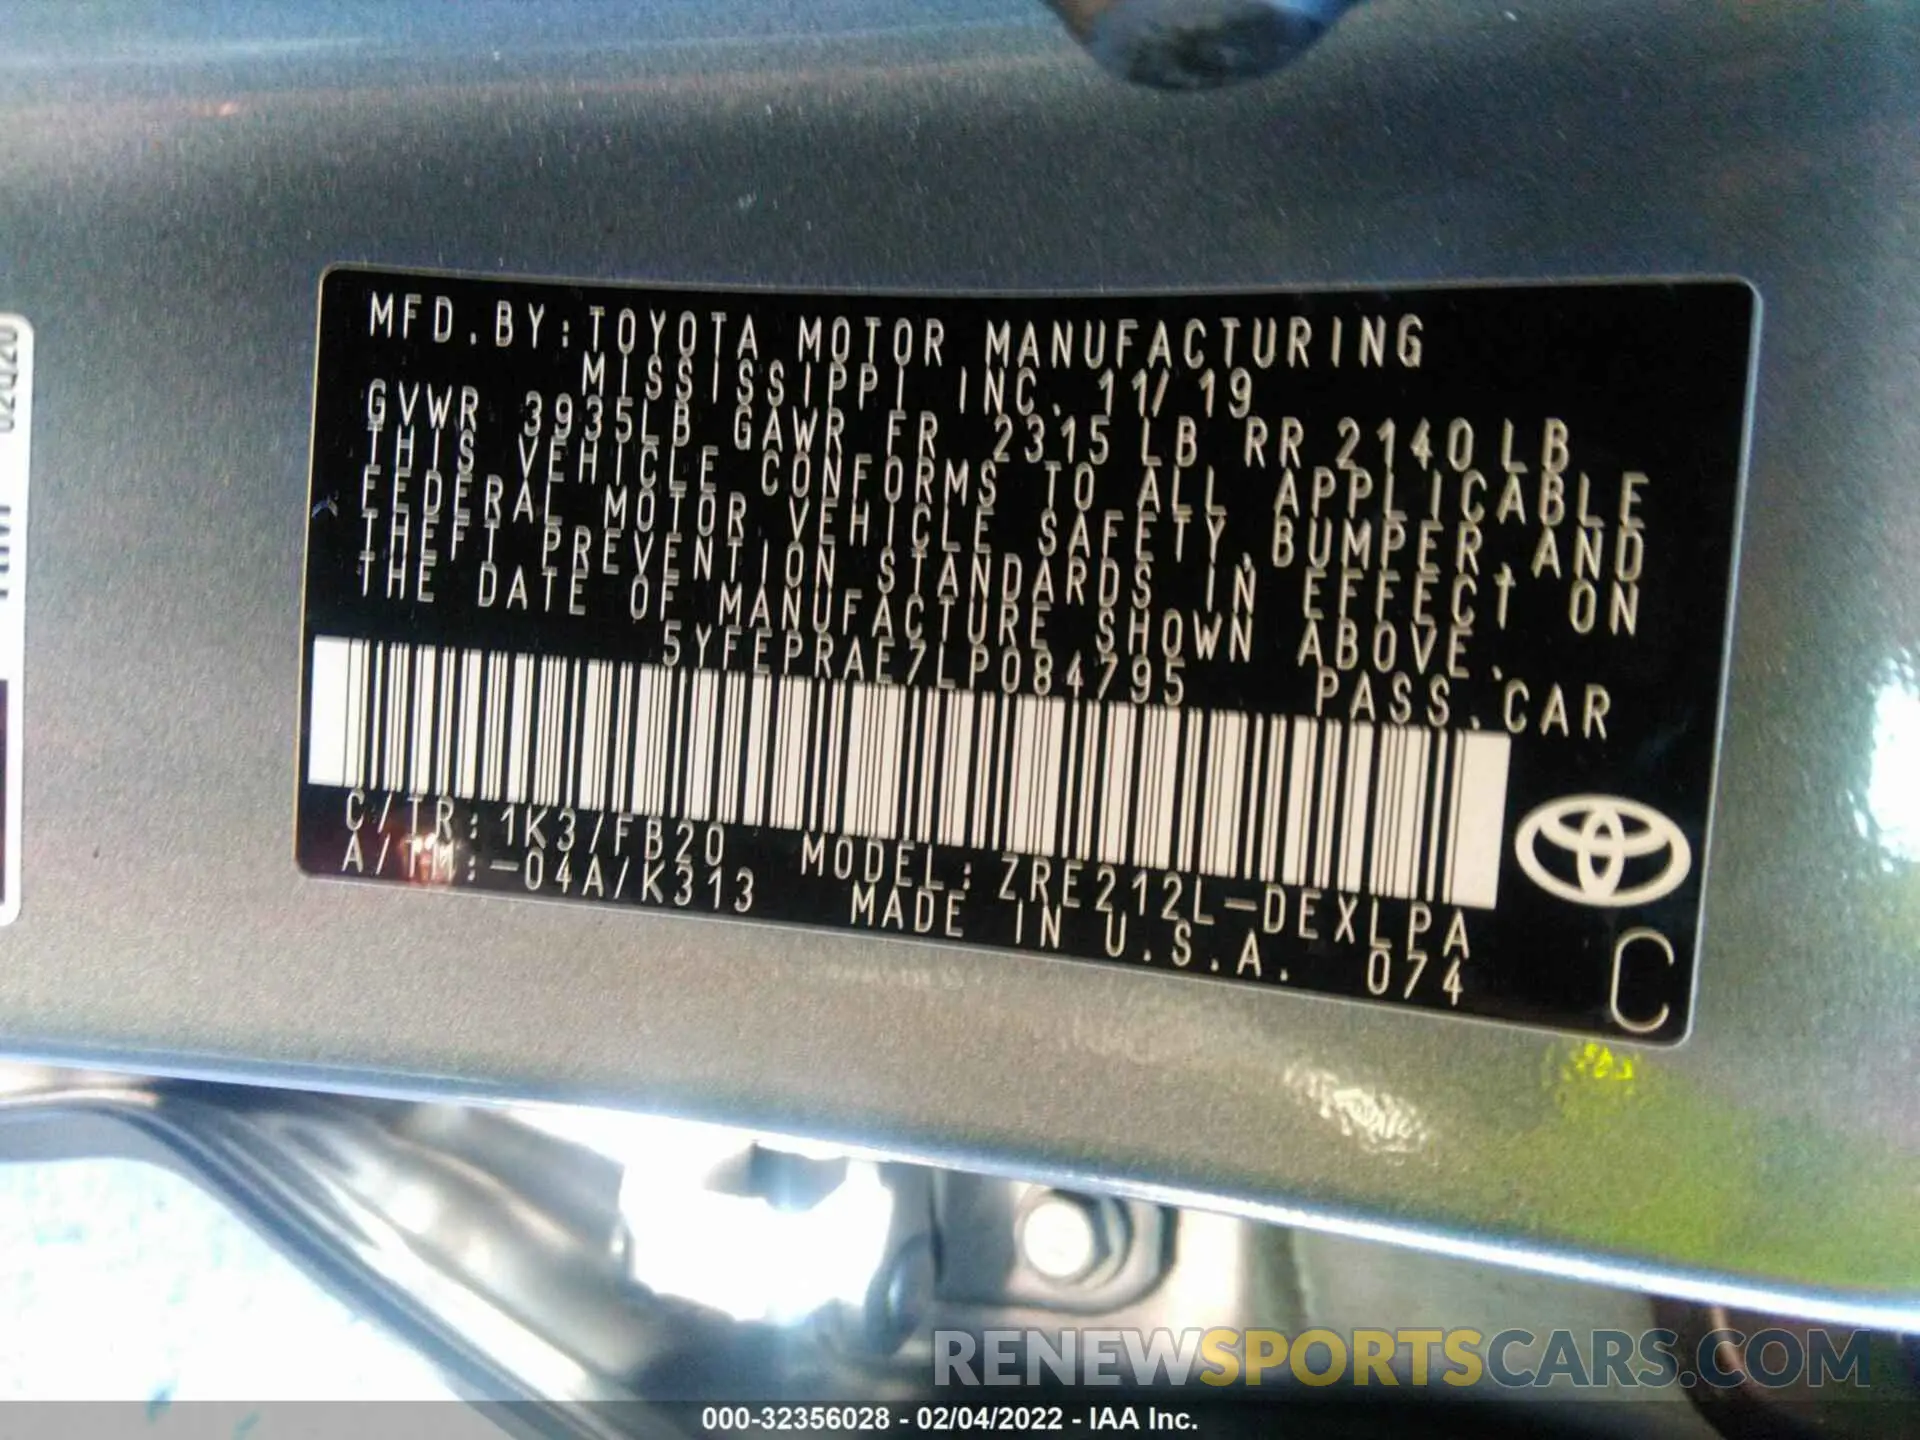 MFD.BY:TOYOTA MOTOR MANUFACTURING
MISSISSIPPI INC. 11/19
GVWR 3935LB GAWR FR 2315LB RR 2140LB
THIS VEHICLE CONFORMS TO ALL APPLICABLE
FEDERAL MOTOR VEHICLE SAFETY, BUMPER, AND
THEFT PREVENTION STANDARDS IN EFFECT ON
THE DATE OF MANUFACTURE SHOWN ABOVE.
5YFEPRAE7LP084795 PASS.CAR
C/TR:1K3/FB20 MODEL:ZRE212L-DEXLPA
A/TM:-04A/K313 MADE IN U.S.A. 074
C
02Q20
RENEWSPORTSCARS.COM
000-32356028 - 02/04/2022 - IAA Inc.